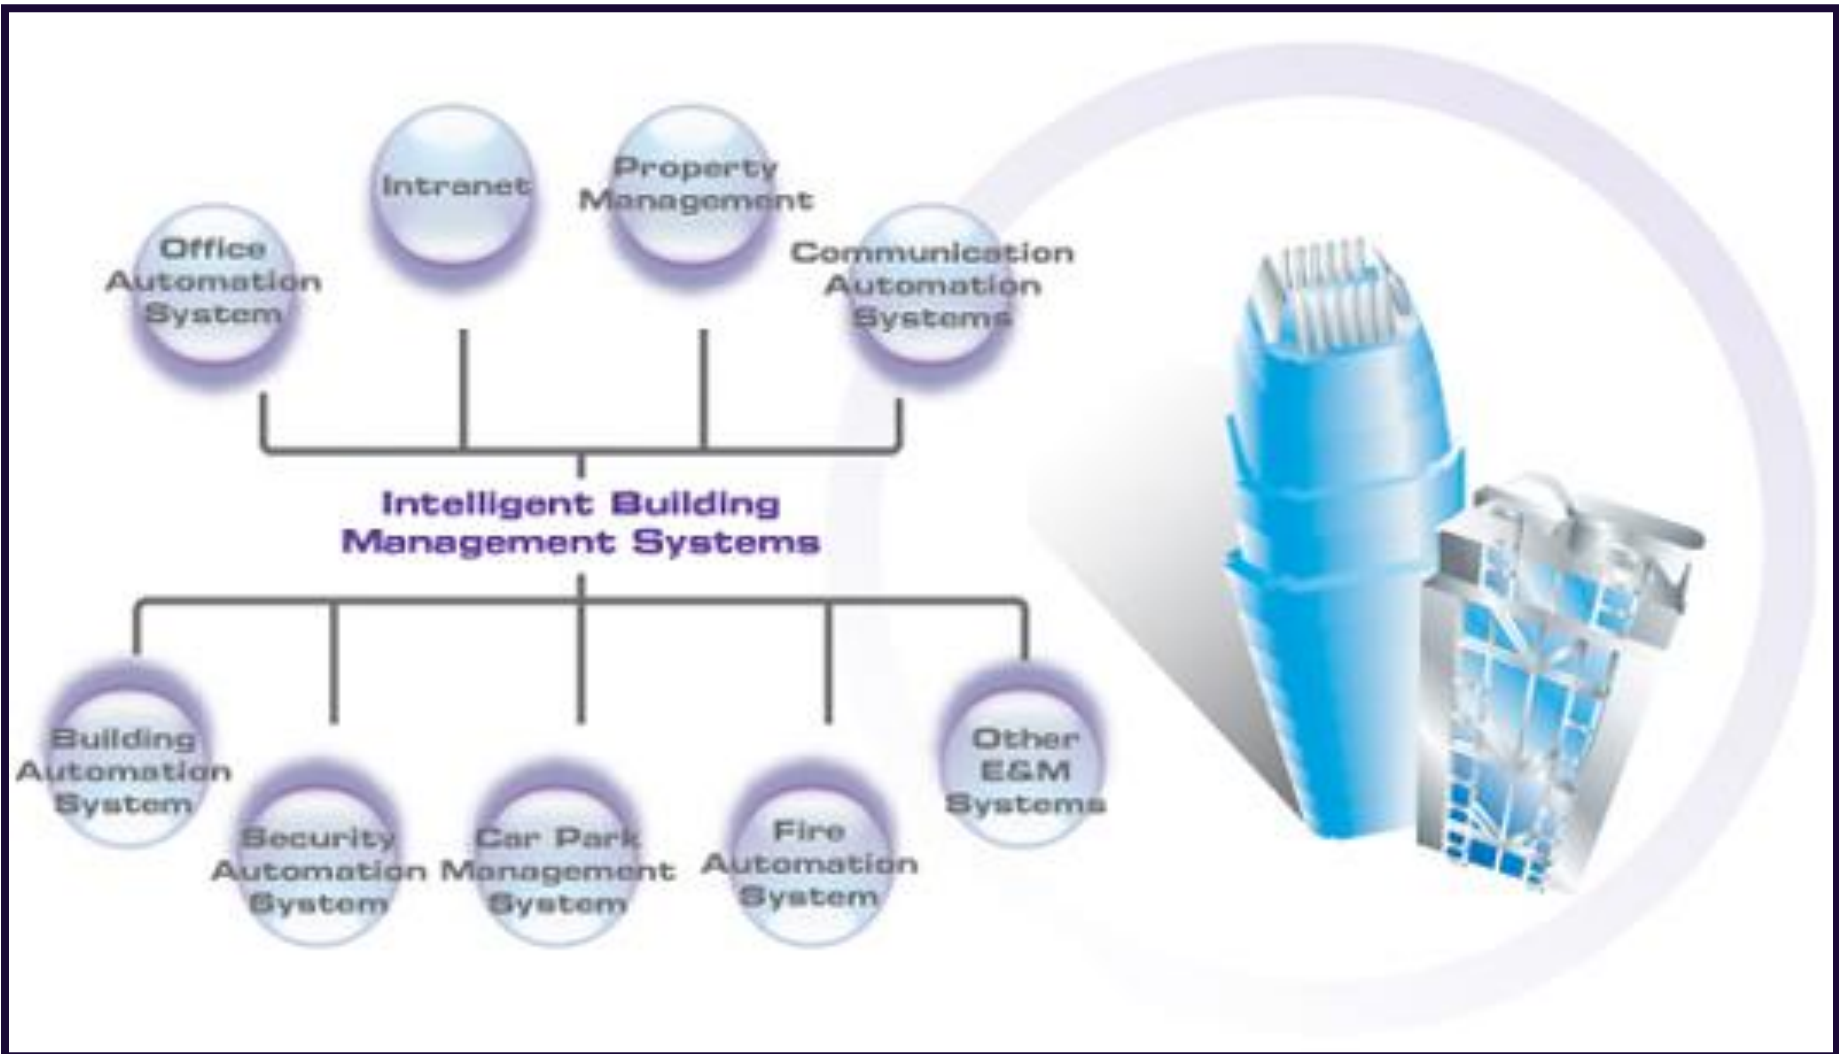 Intranet
Property
Management
Office
Automation
System
Communication
Automation
Systems
Intelligent Building
Management Systems
Building
Automation
System
Other
E&M
Systems
Security
Automation
System
Car Park
Management
System
Fire
Automation
System